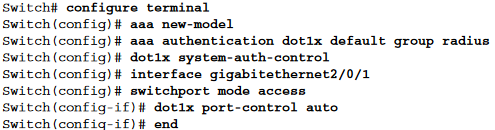 Switch# configure terminal
Switch(config)# aaa new-model
Switch(config)# aaa authentication dot1x default group radius
Switch(config)# dot1x system-auth-control
Switch(config)# interface gigabitethernet2/0/1
Switch(config)# switchport mode access
Switch(config-if)# dot1x port-control auto
Switch(config-if)# end